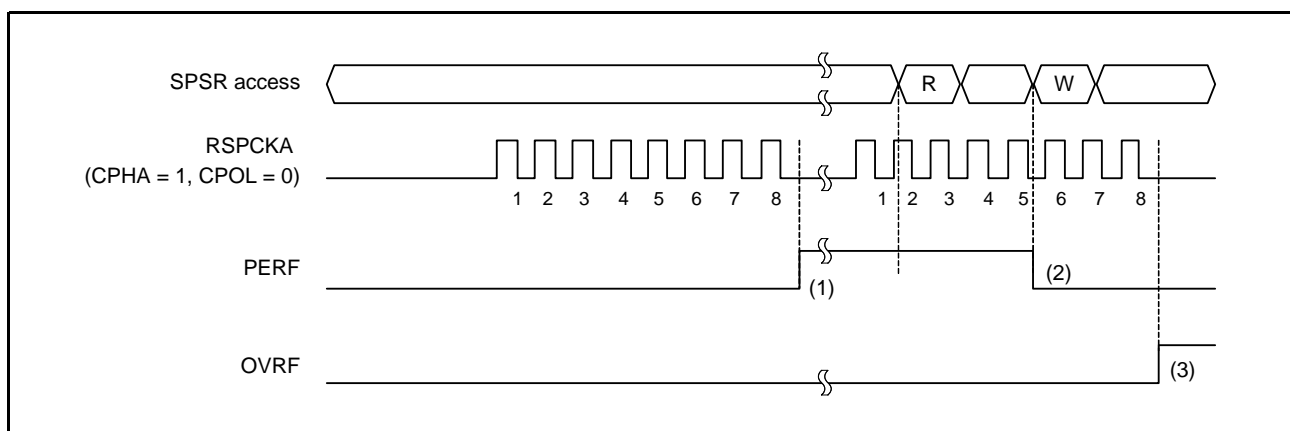 SPSR access
R
W
RSPCKA
(CPHA = 1, CPOL = 0)
1 2 3 4 5 6 7 8 1 2 3 4 5 6 7 8
PERF
(1)
(2)
OVRF
(3)